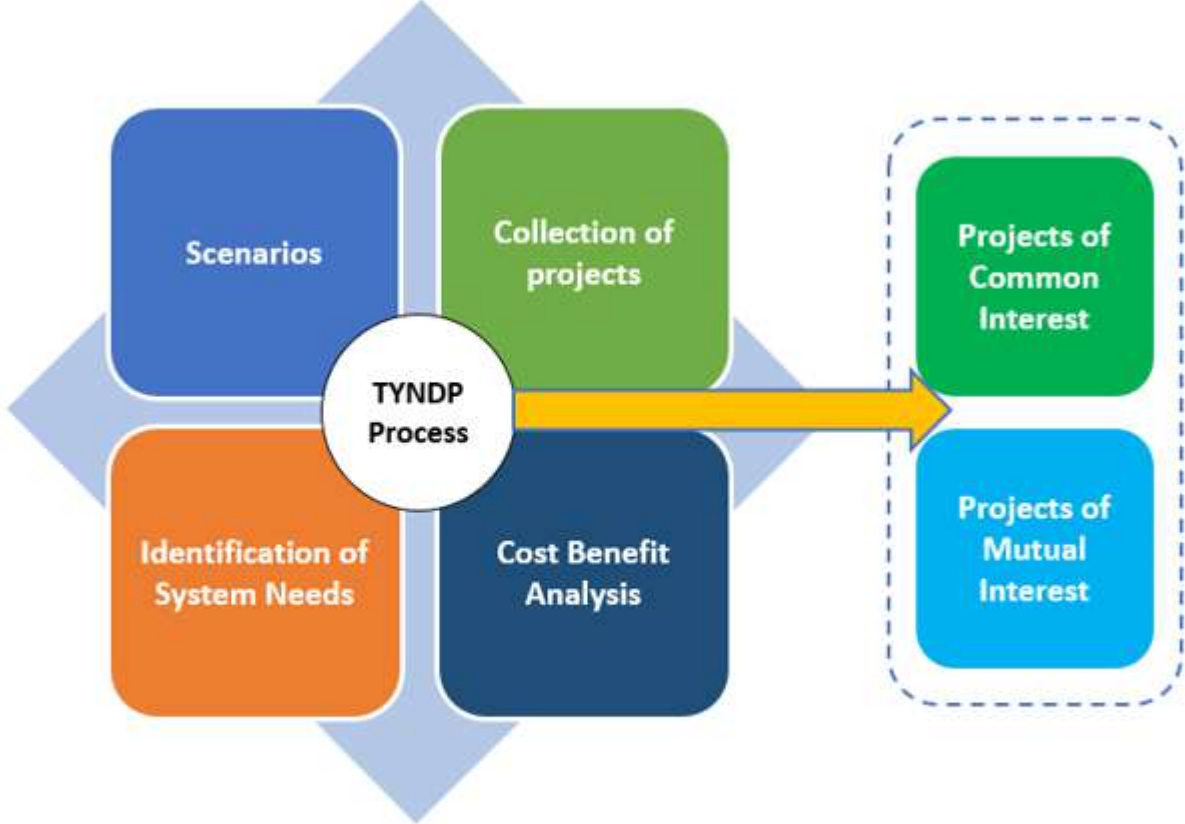 Scenarios
Collection of
projects
TYNDP
Process
Identification of
System Needs
Cost Benefit
Analysis
Projects of
Common
Interest
Projects of
Mutual
Interest